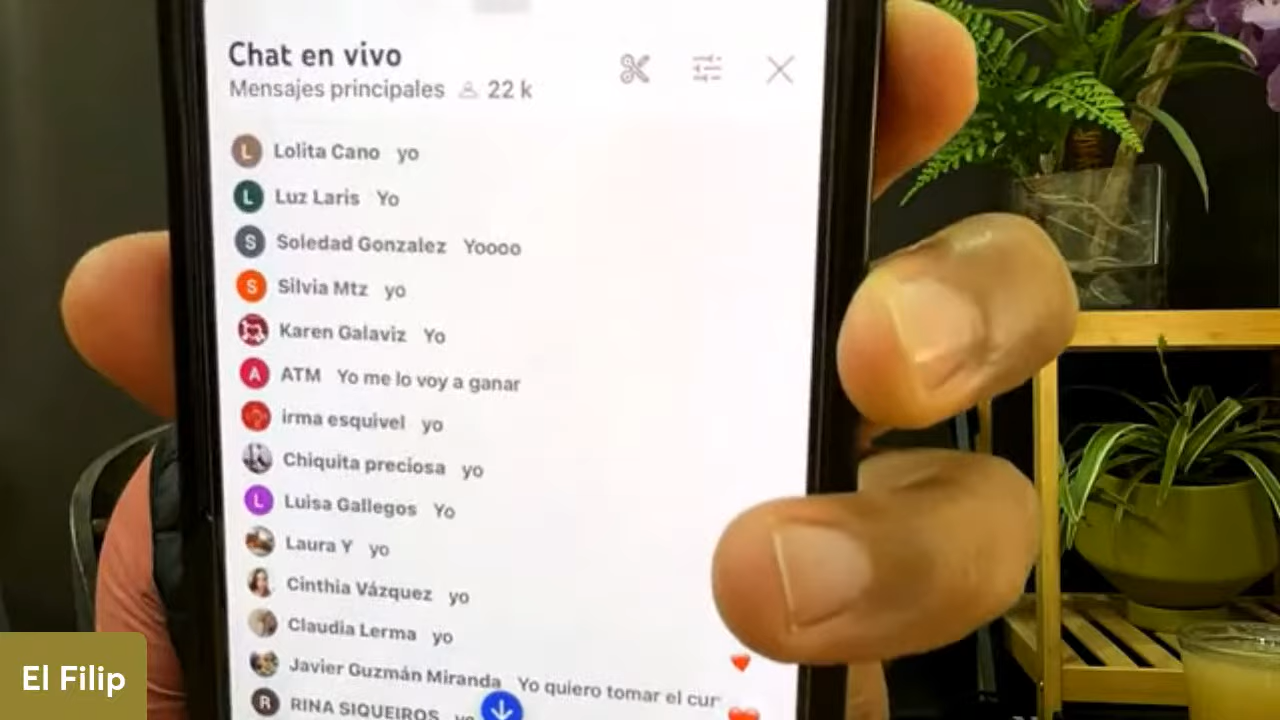 Chat en vivo
Mensajes principales 22 k
L Lolita Cano yo
L Luz Laris Yo
S Soledad Gonzalez Yoooo
S Silvia Mtz yo
Karen Galaviz Yo
A ATM Yo me lo voy a ganar
irma esquivel yo
Chiquita preciosa yo
L Luisa Gallegos Yo
Laura Y yo
Cinthia Vázquez yo
Claudia Lerma yo
Javier Guzmán Miranda Yo quiero tomar el cur
R RINA SIQUEIROS yo
El Filip